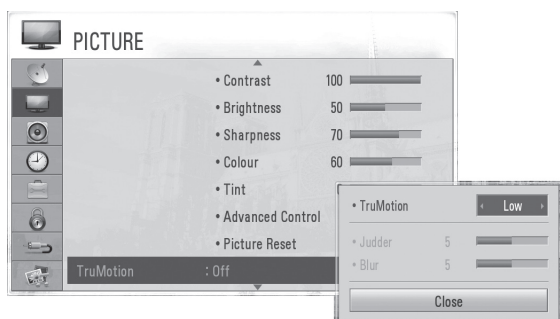 PICTURE
• Contrast 100
• Brightness 50
• Sharpness 70
• Colour 60
• Tint
• Advanced Control
• Picture Reset
TruMotion : Off
• TruMotion Low
• Judder 5
• Blur 5
Close